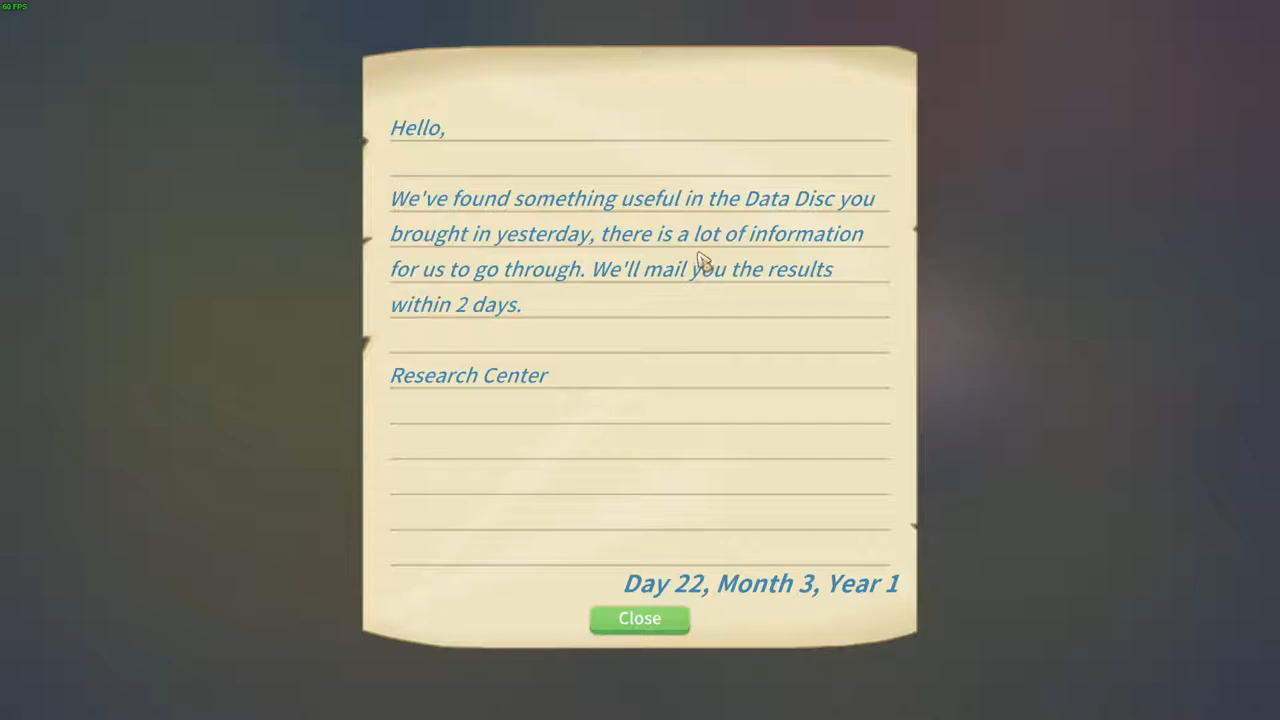 60 FPS
Hello,
We've found something useful in the Data Disc you
brought in yesterday, there is a lot of information
for us to go through. We'll mail you the results
within 2 days.
Research Center
Day 22, Month 3, Year 1
Close